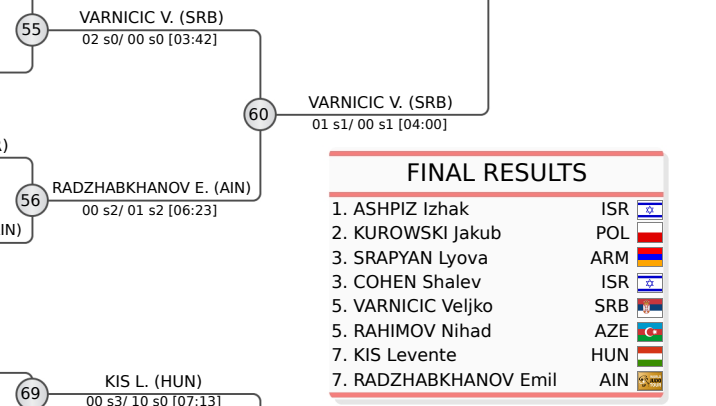 55
VARNICIC V. (SRB)
02 s0/ 00 s0 [03:42]
60
VARNICIC V. (SRB)
01 s1/ 00 s1 [04:00]
)
56
RADZHABKHANOV E. (AIN)
00 s2/ 01 s2 [06:23]
IN)
FINAL RESULTS
1. ASHPIZ Izhak ISR
2. KUROWSKI Jakub POL
3. SRAPYAN Lyova ARM
3. COHEN Shalev ISR
5. VARNICIC Veljko SRB
5. RAHIMOV Nihad AZE
7. KIS Levente HUN
7. RADZHABKHANOV Emil AIN
69
KIS L. (HUN)
00 s3/ 10 s0 [07:13]